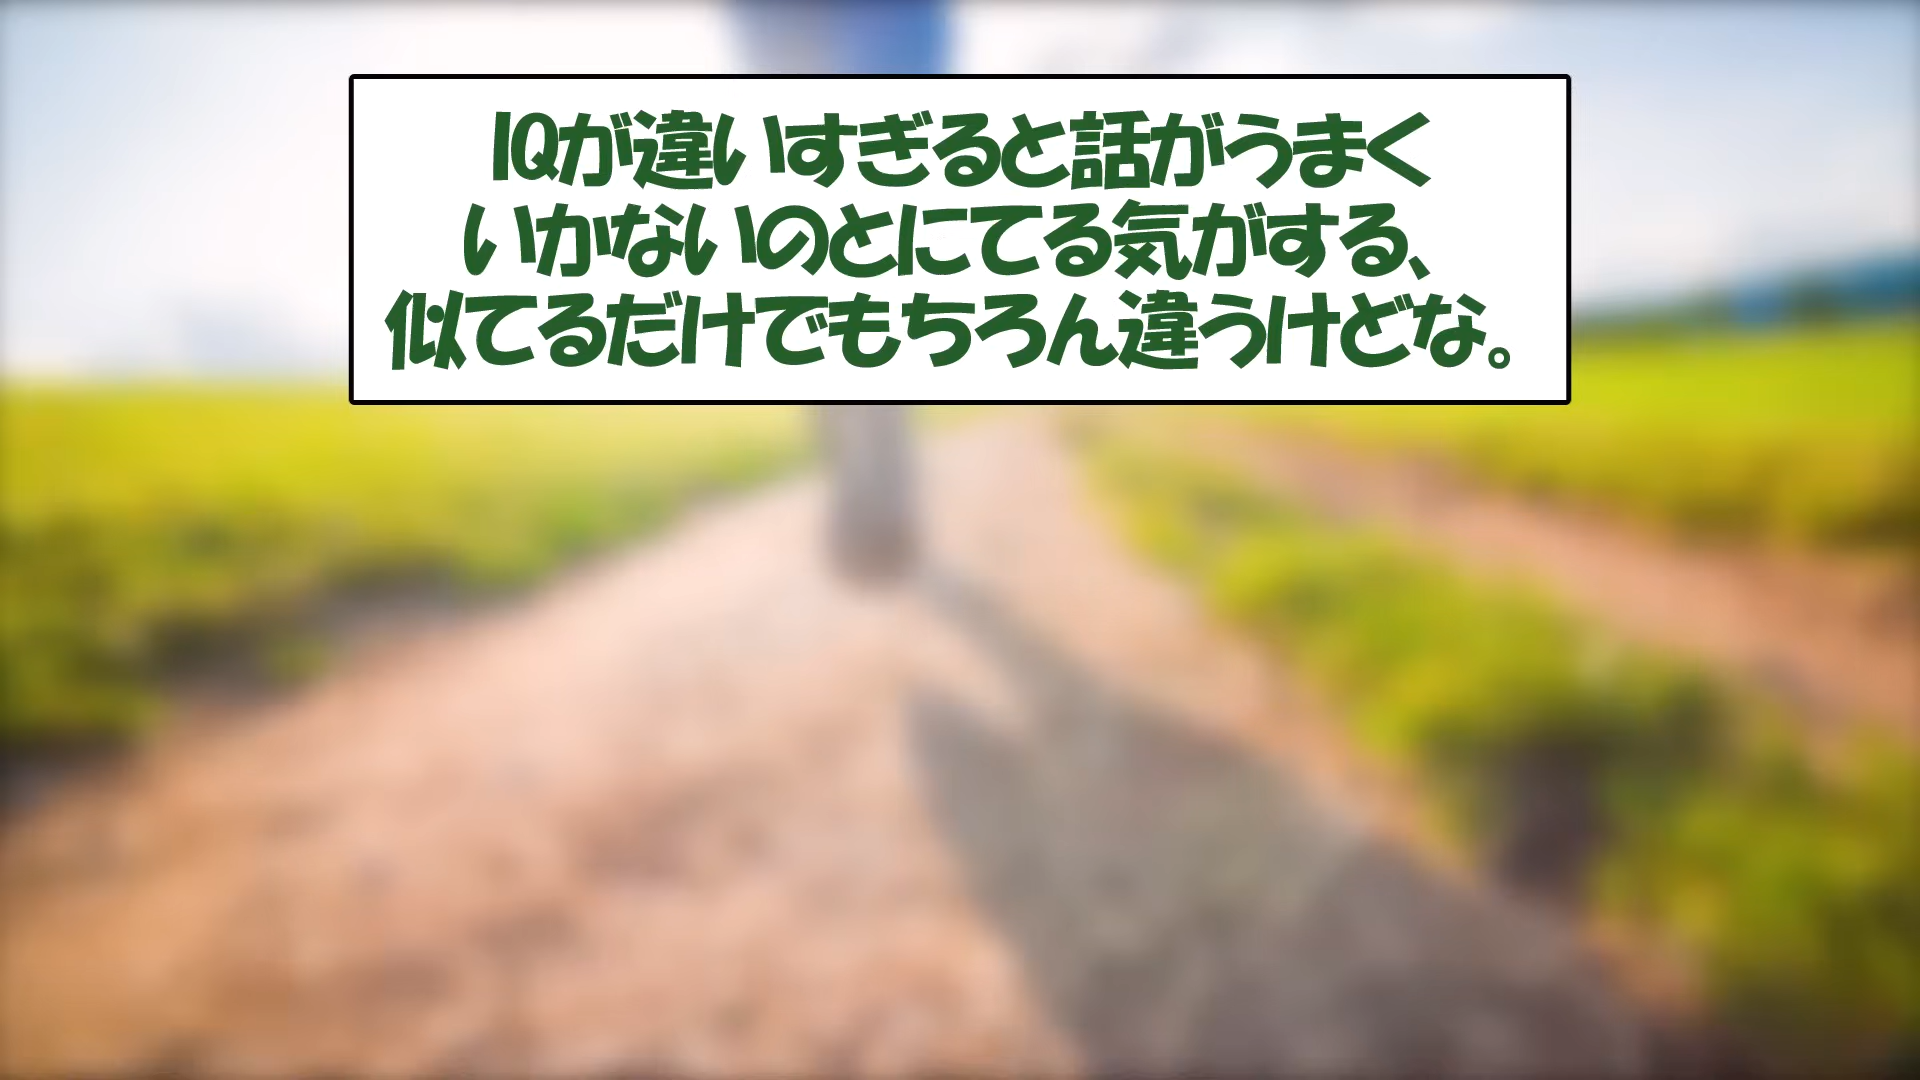 IQが違いすぎると話がうまく
いかないのとにてる気がする、
似てるだけでもちろん違うけどな。